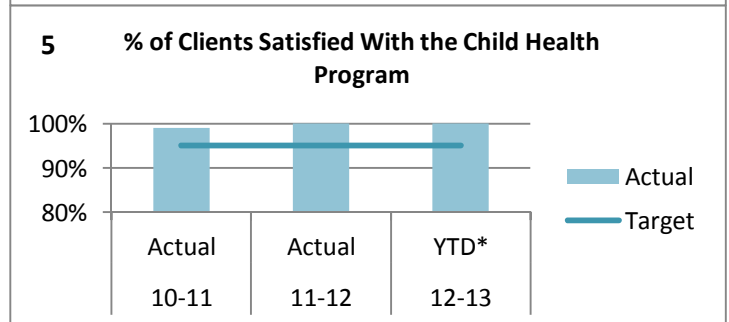 5 % of Clients Satisfied With the Child Health
Program
100%
90%
80%
Actual Actual YTD*
10-11 11-12 12-13
Actual
Target